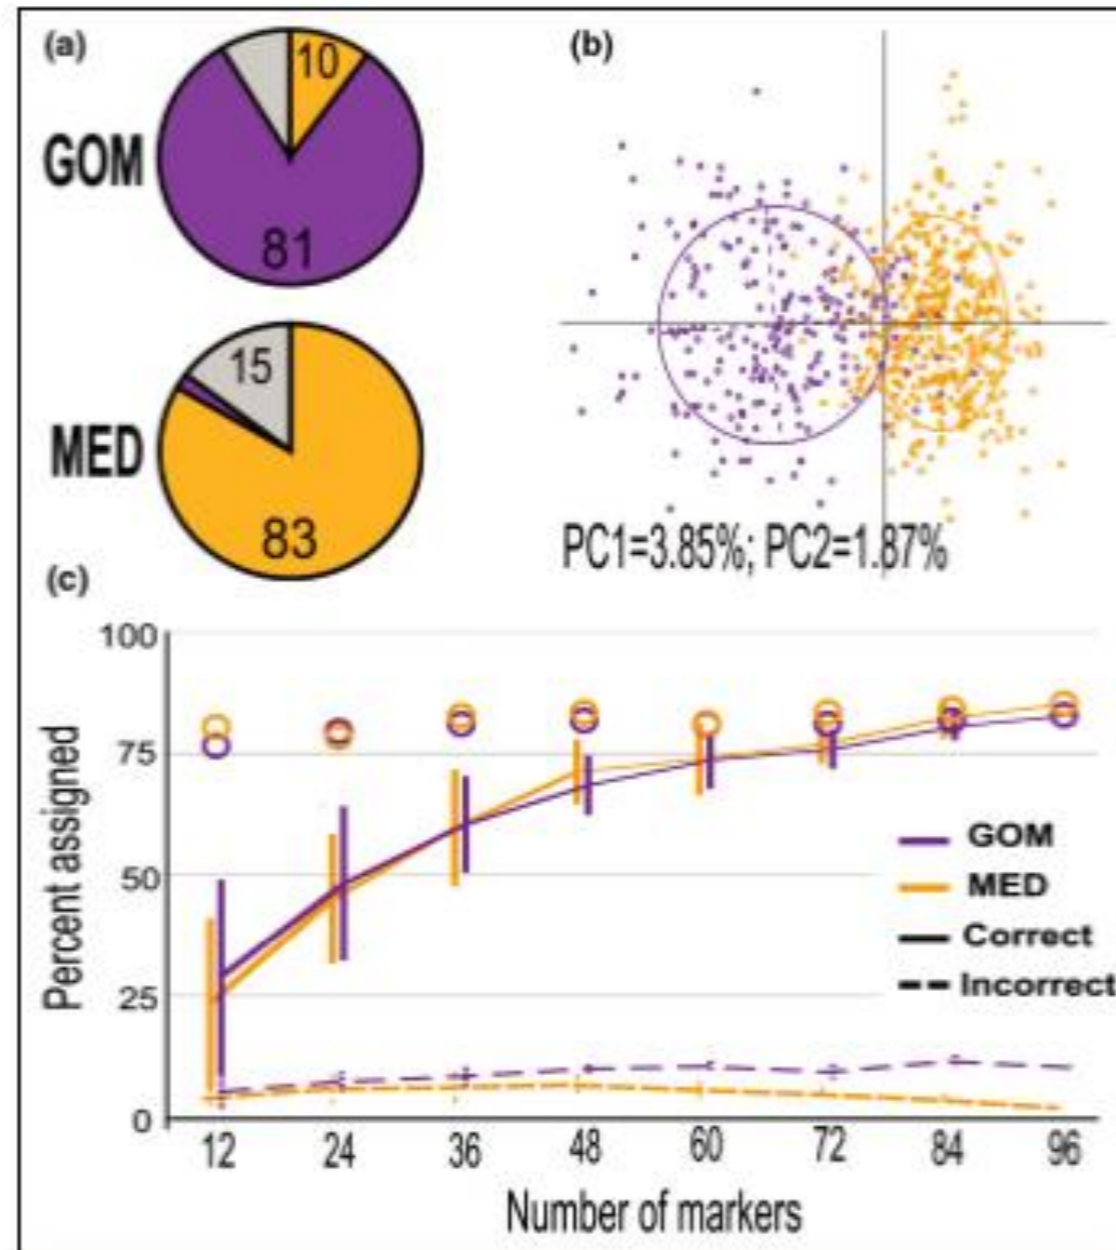 (a)
10
GOM
81
15
MED
83
(b)
PC1=3.85%; PC2=1.87%
(c)
Percent assigned
100
75
50
25
0
GOM
MED
Correct
Incorrect
12 24 36 48 60 72 84 96
Number of markers